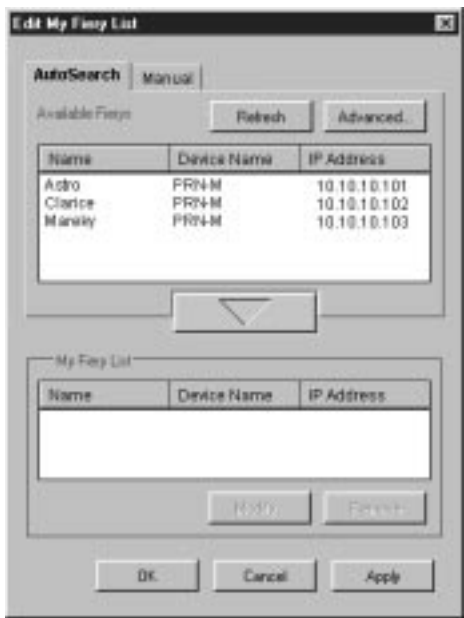 Edit My Fiery List
AutoSearch Manual
Available Fierys Refresh Advanced...
Name Device Name IP Address
Astro PRN-M 10.10.10.101
Clarice PRN-M 10.10.10.102
PRN-M 10.10.10.103
My Fiery List
Name Device Name IP Address
Modify Remove
OK Cancel Apply